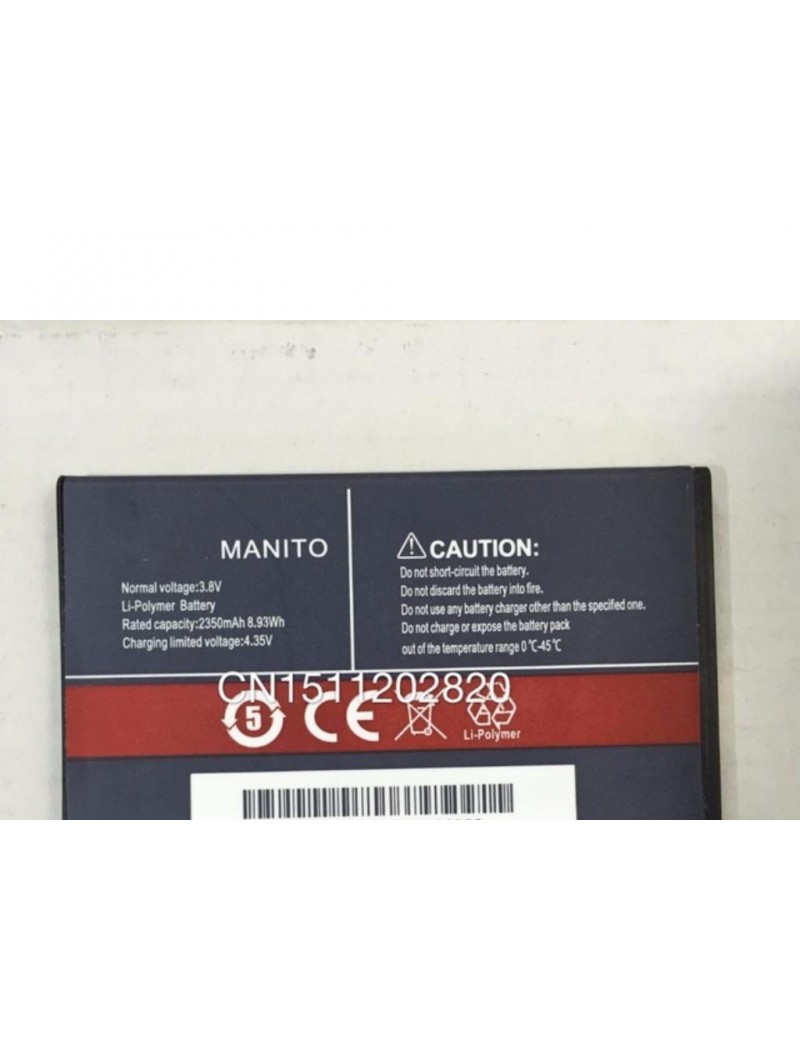 MANITO
Normal voltage:3.8V
Li-Polymer Battery
Rated capacity:2350mAh 8.93Wh
Charging limited voltage:4.35V
CAUTION:
Do not short-circuit the battery.
Do not discard the battery into fire.
Do not use any battery charger other than the specified one.
Do not charge or expose the battery pack
out of the temperature range 0℃-45℃
CN1511202820
5
CE
Li-Polymer